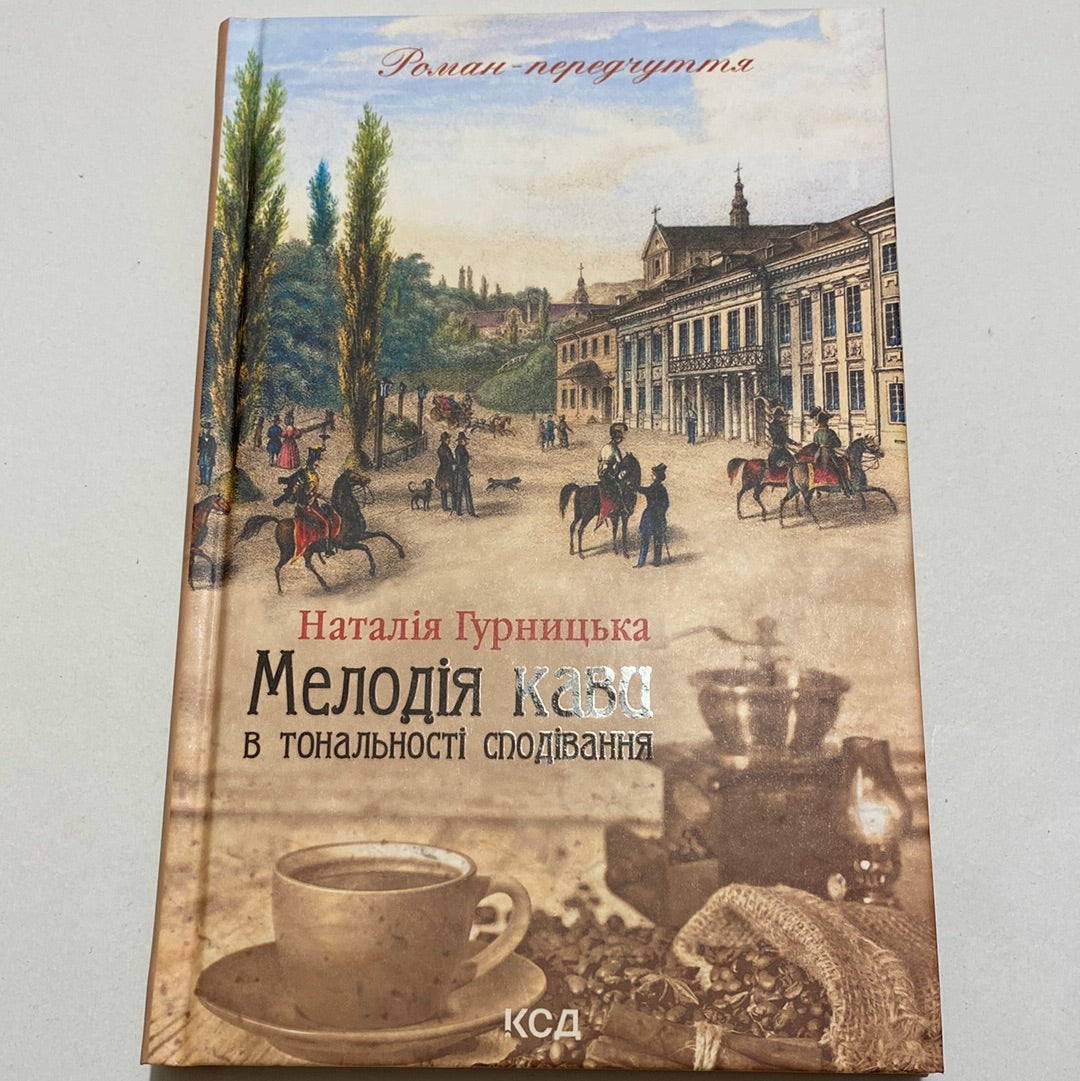 Роман-передчуття
Наталія Гурницька
Мелодія кави
в тональності сподівання
КСД